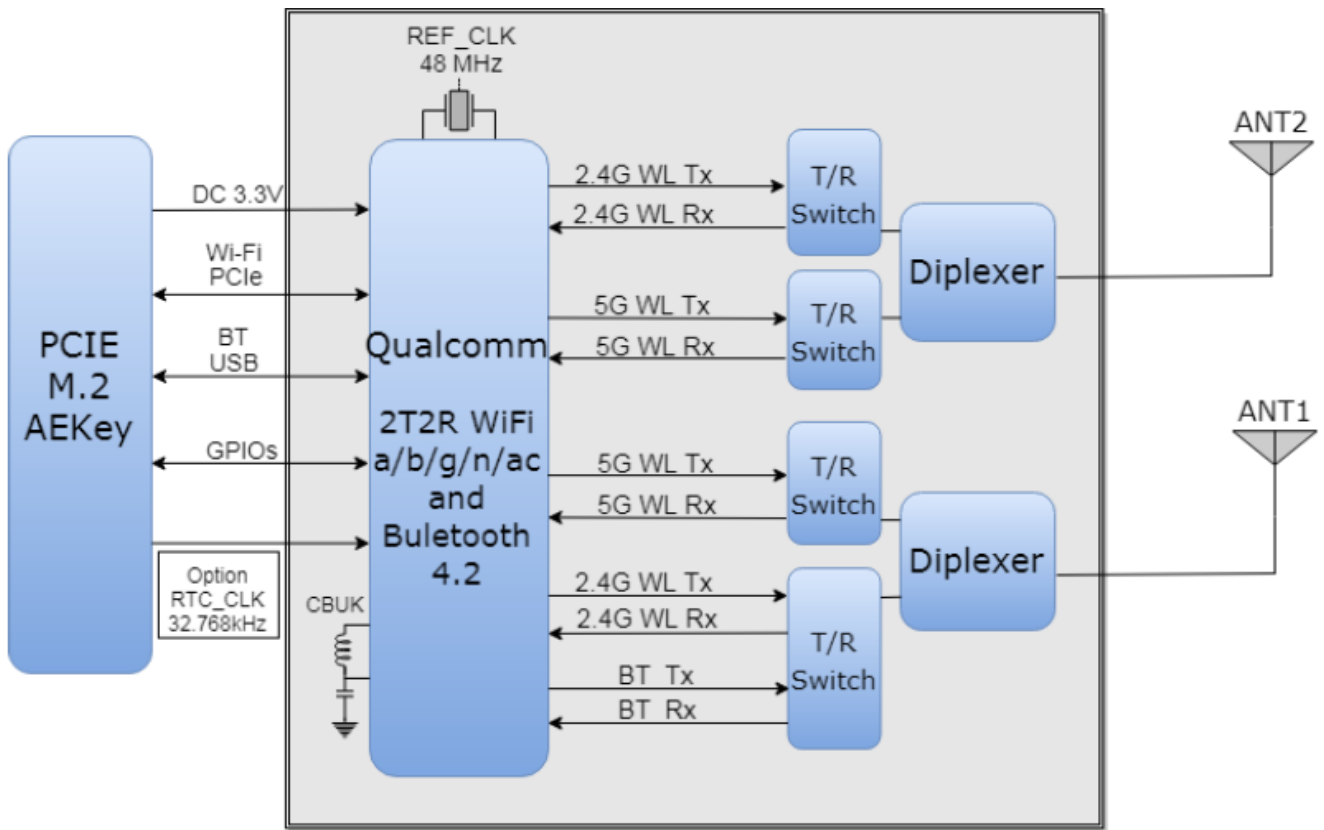 REF_CLK
48 MHz
PCIE
M.2
AEKey
DC 3.3V
Wi-Fi
PCIe
BT
USB
GPIOs
Option
RTC_CLK
32.768kHz
CBUK
Qualcomm
2T2R WiFi
a/b/g/n/ac
and
Buletooth
4.2
2.4G WL Tx
2.4G WL Rx
5G WL Tx
5G WL Rx
5G WL Tx
5G WL Rx
2.4G WL Tx
2.4G WL Rx
BT Tx
BT Rx
T/R
Switch
T/R
Switch
T/R
Switch
T/R
Switch
Diplexer
Diplexer
ANT2
ANT1